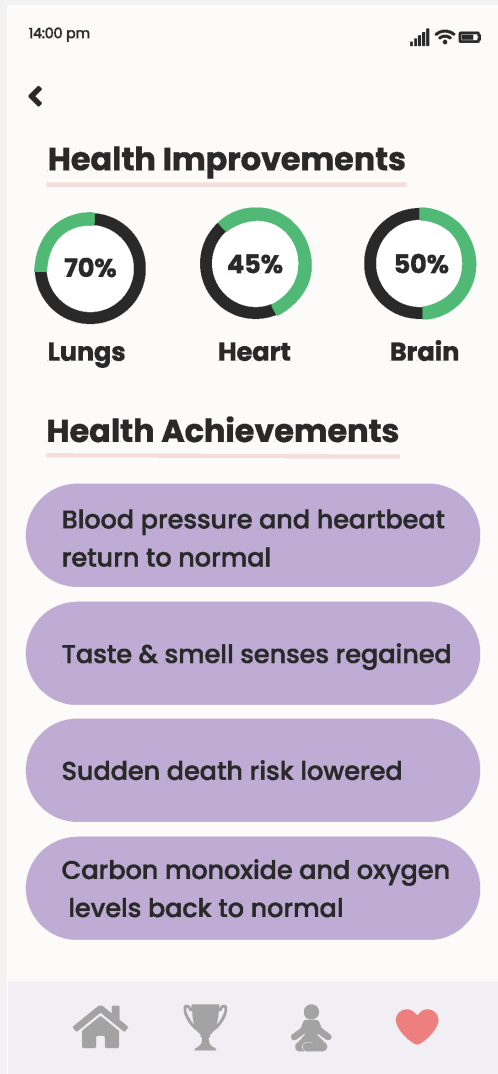 14:00 pm
Health Improvements
70% 45% 50%
Lungs Heart Brain
Health Achievements
Blood pressure and heartbeat
return to normal
Taste & smell senses regained
Sudden death risk lowered
Carbon monoxide and oxygen
levels back to normal